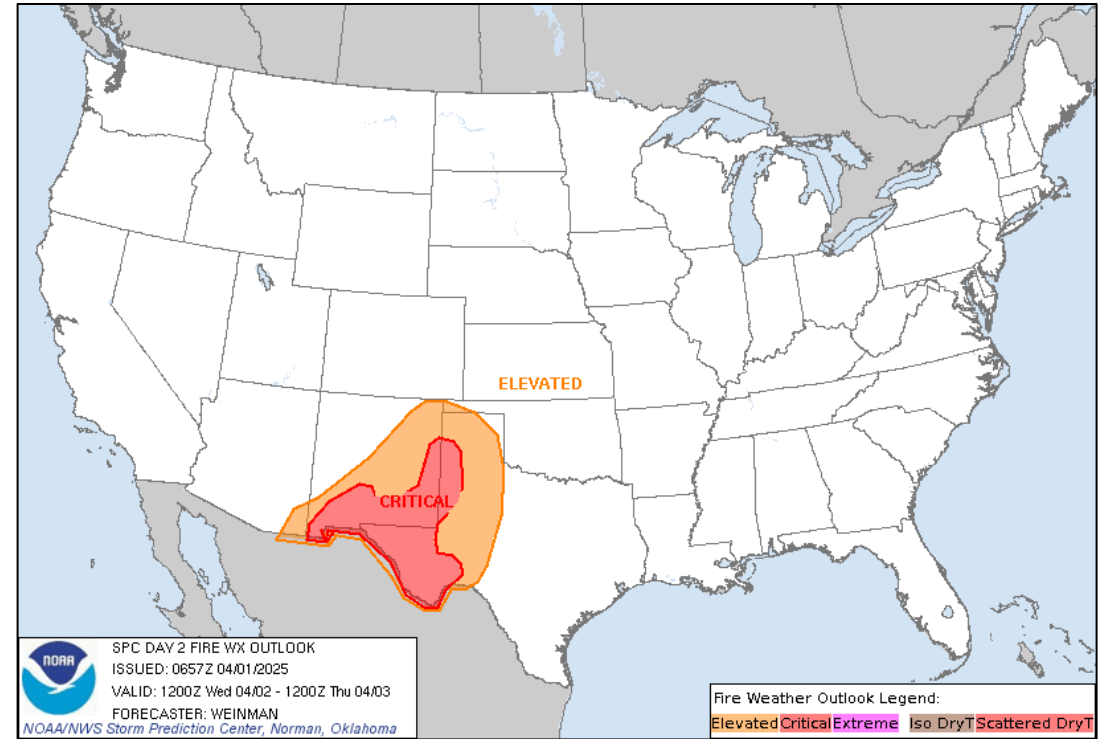 ELEVATED
CRITICAL
NOAA
SPC DAY 2 FIRE WX OUTLOOK
ISSUED: 0657Z 04/01/2025
VALID: 1200Z Wed 04/02 - 1200Z Thu 04/03
FORECASTER: WEINMAN
NOAA/NWS Storm Prediction Center, Norman, Oklahoma
Fire Weather Outlook Legend:
Elevated Critical Extreme Iso DryT Scattered DryT